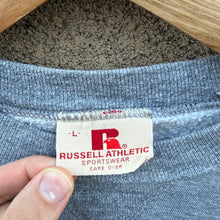 -L-
R
RUSSELL ATHLETIC
SPORTSWEAR
CARE OVER